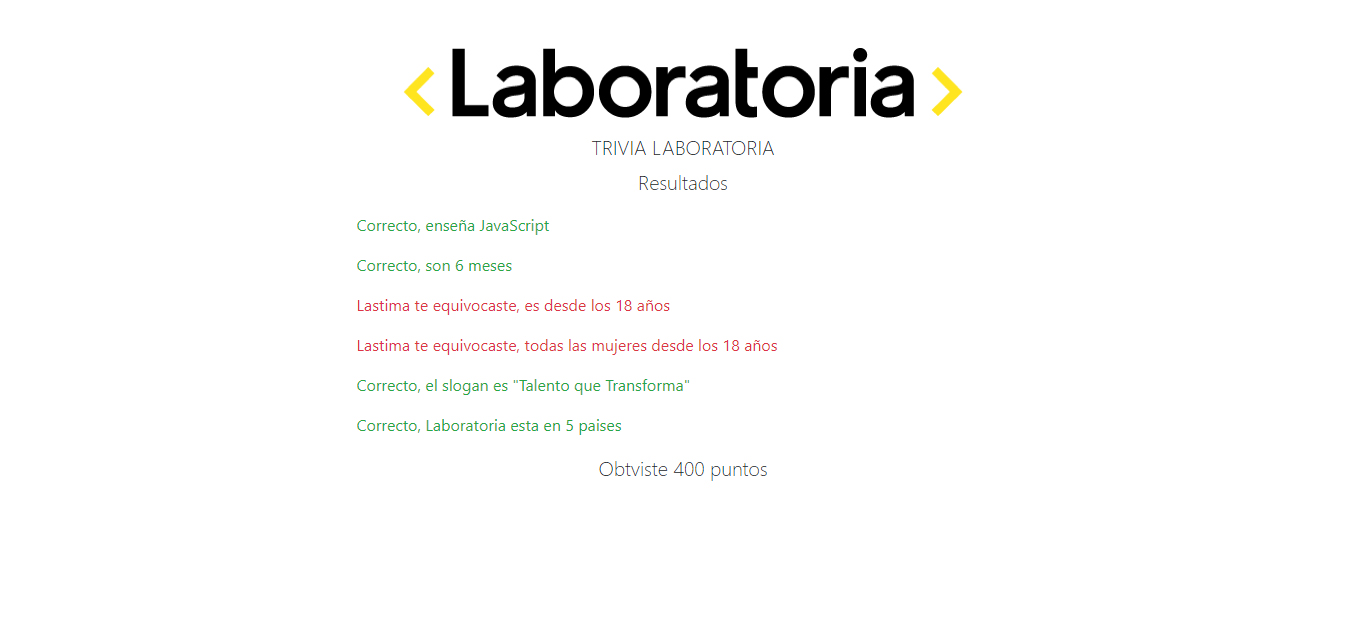 < Laboratoria >
TRIVIA LABORATORIA
Resultados
Correcto, enseña JavaScript
Correcto, son 6 meses
Lastima te equivocaste, es desde los 18 años
Lastima te equivocaste, todas las mujeres desde los 18 años
Correcto, el slogan es "Talento que Transforma"
Correcto, Laboratoria esta en 5 paises
Obtviste 400 puntos